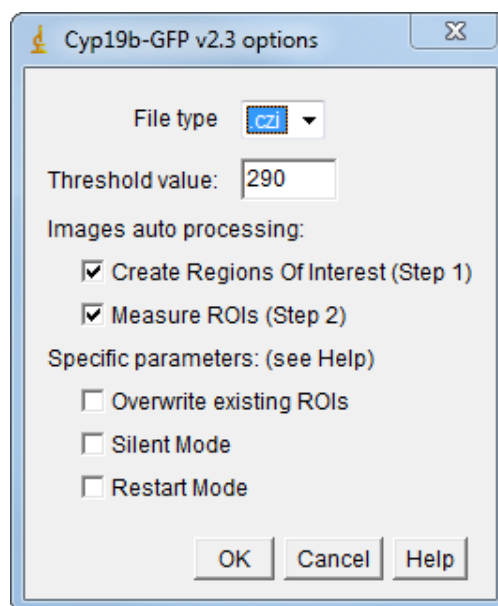 Cyp19b-GFP v2.3 options
File type czi
Threshold value: 290
Images auto processing:
Create Regions Of Interest (Step 1)
Measure ROIs (Step 2)
Specific parameters: (see Help)
Overwrite existing ROIs
Silent Mode
Restart Mode
OK Cancel Help